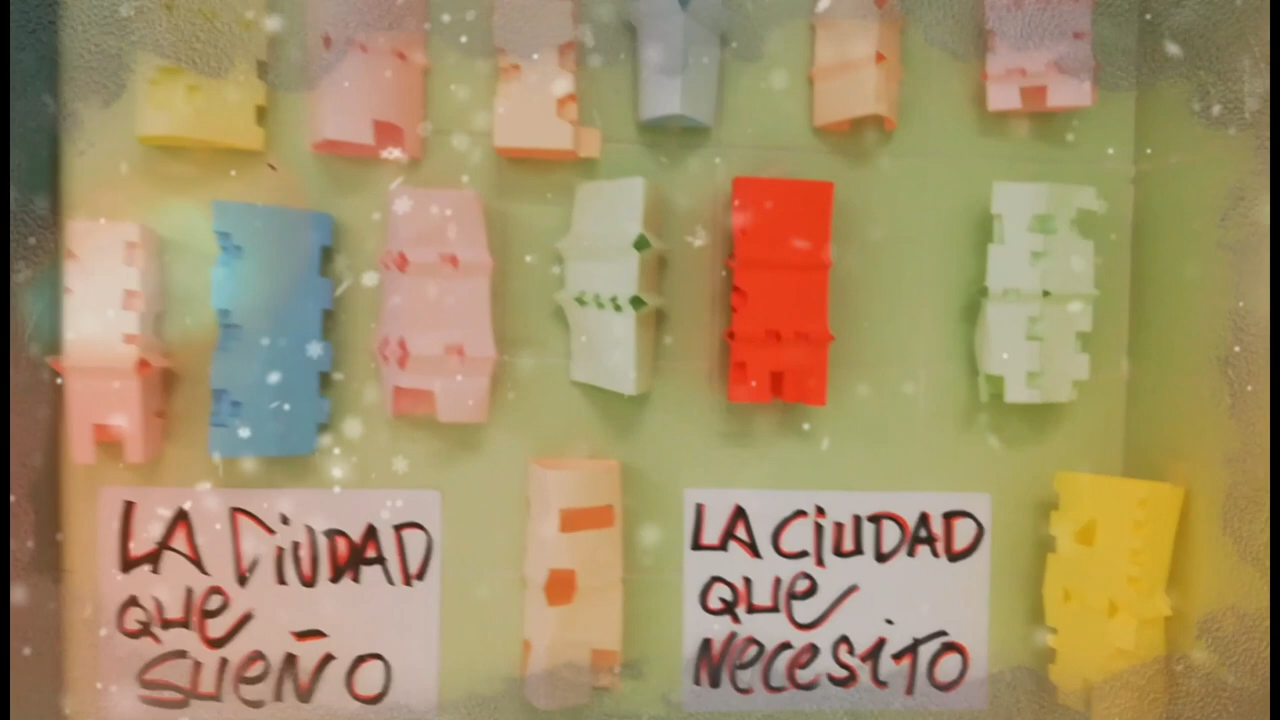 LA CiUDAD
que
SUEÑO
LA CiUDAD
QUe
NeCeSiTO